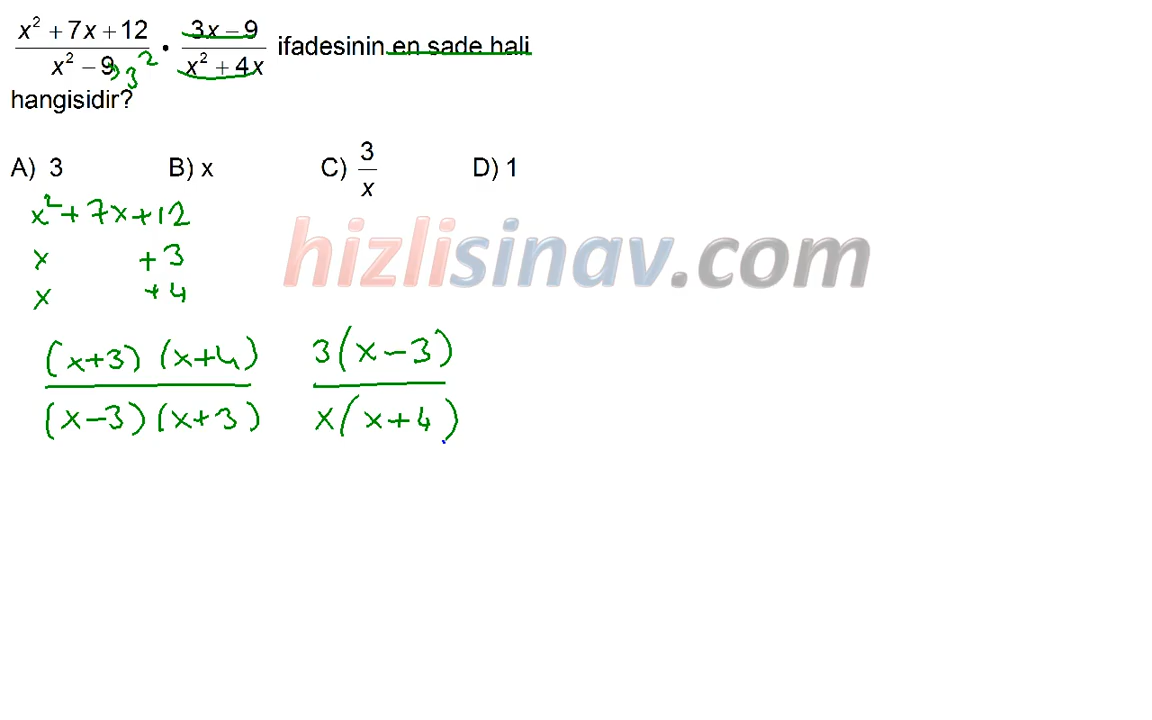 x² + 7x + 12 / x² − 9 • 3x − 9 / x² + 4x ifadesinin en sade hali
3²
hangisidir?
A) 3 B) x C) 3/x D) 1
x² + 7x + 12
x + 3
x + 4
(x+3) (x+4) / (x−3) (x+3) 3(x−3) / x(x+4)
hizlisinav.com